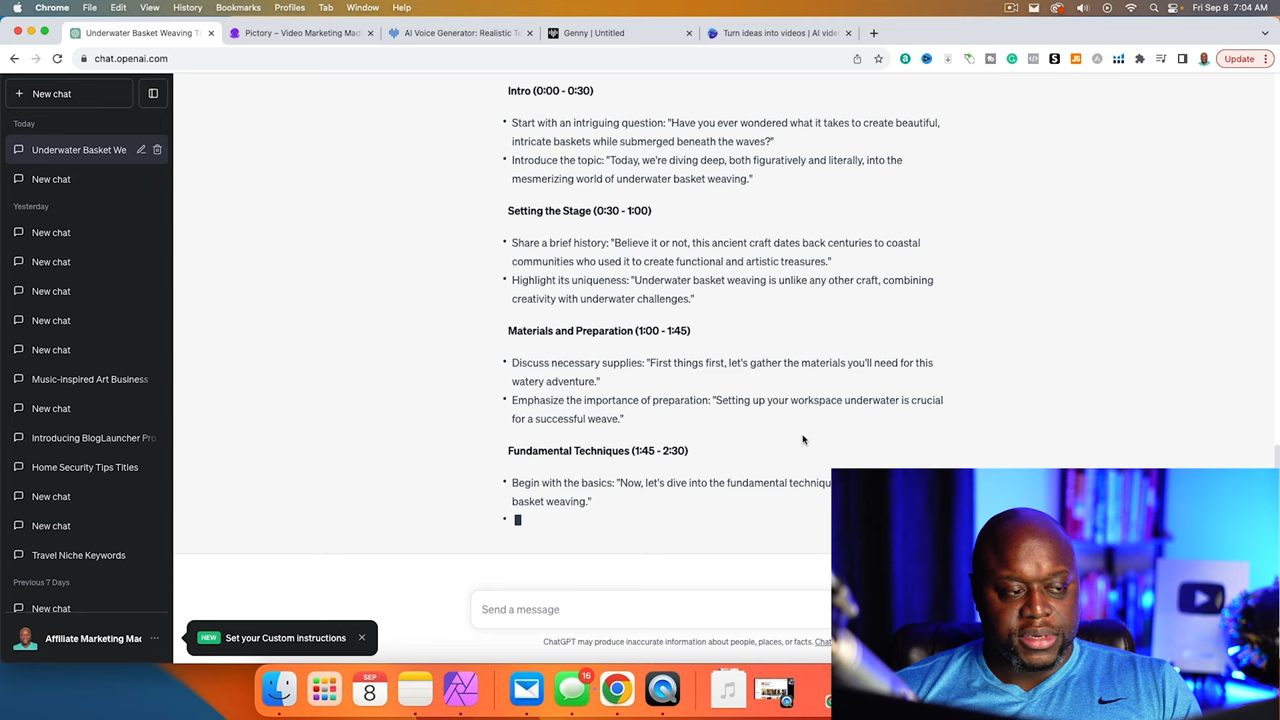 Chrome File Edit View History Bookmarks Profiles Tab Window Help
Fri Sep 8 7:04 AM
Underwater Basket Weaving
Pictory – Video Marketing Mad
AI Voice Generator: Realistic Te
Genny | Untitled
Turn ideas into videos | AI vide
chat.openai.com
Update
New chat
Today
Underwater Basket We
New chat
Yesterday
New chat
New chat
New chat
New chat
New chat
Music-inspired Art Business
New chat
Introducing BlogLauncher Pro
Home Security Tips Titles
New chat
New chat
Travel Niche Keywords
Previous 7 Days
New chat
Affiliate Marketing Mac
Intro (0:00 - 0:30)
• Start with an intriguing question: "Have you ever wondered what it takes to create beautiful,
intricate baskets while submerged beneath the waves?"
• Introduce the topic: "Today, we're diving deep, both figuratively and literally, into the
mesmerizing world of underwater basket weaving."
Setting the Stage (0:30 - 1:00)
• Share a brief history: "Believe it or not, this ancient craft dates back centuries to coastal
communities who used it to create functional and artistic treasures."
• Highlight its uniqueness: "Underwater basket weaving is unlike any other craft, combining
creativity with underwater challenges."
Materials and Preparation (1:00 - 1:45)
• Discuss necessary supplies: "First things first, let's gather the materials you'll need for this
watery adventure."
• Emphasize the importance of preparation: "Setting up your workspace underwater is crucial
for a successful weave."
Fundamental Techniques (1:45 - 2:30)
• Begin with the basics: "Now, let's dive into the fundamental techniqu
basket weaving."
•
Send a message
NEW Set your Custom instructions
ChatGPT may produce inaccurate information about people, places, or facts. Cha
SEP
8
16